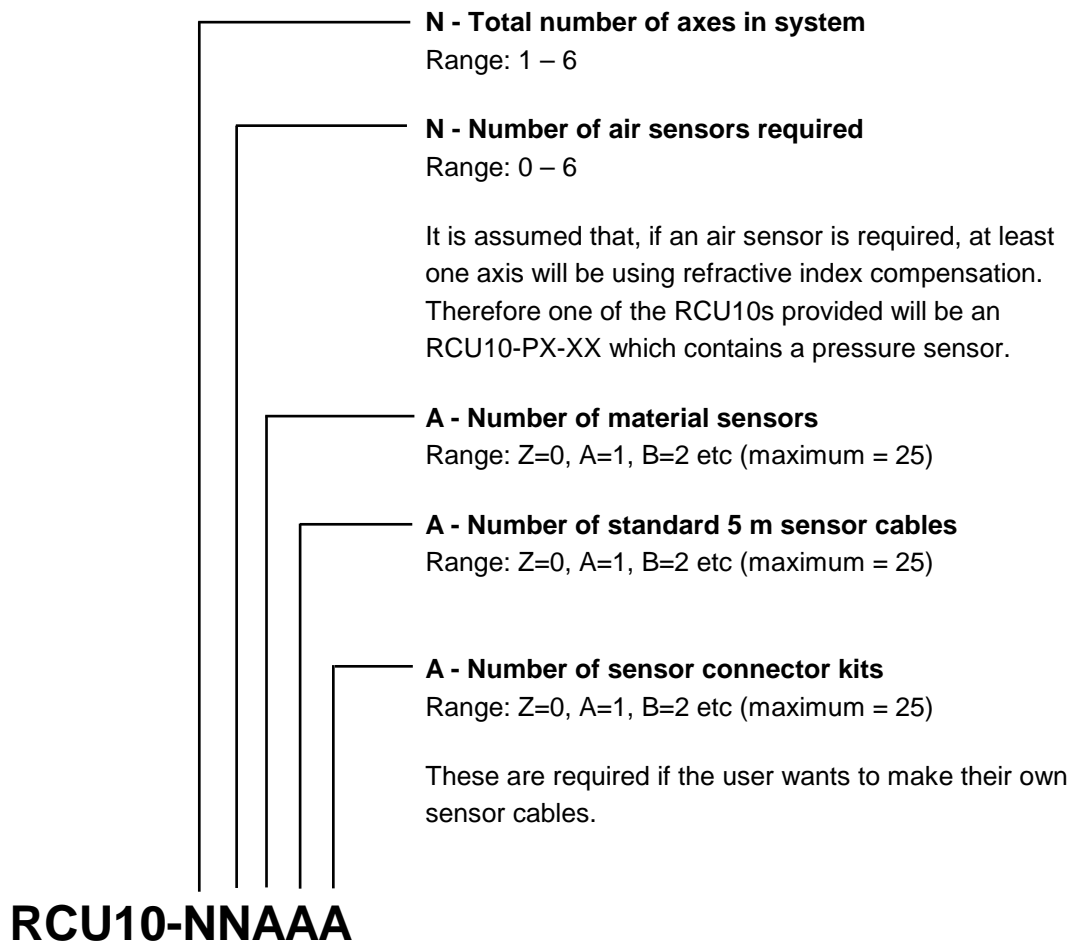 N - Total number of axes in system
Range: 1 – 6
N - Number of air sensors required
Range: 0 – 6
It is assumed that, if an air sensor is required, at least
one axis will be using refractive index compensation.
Therefore one of the RCU10s provided will be an
RCU10-PX-XX which contains a pressure sensor.
A - Number of material sensors
Range: Z=0, A=1, B=2 etc (maximum = 25)
A - Number of standard 5 m sensor cables
Range: Z=0, A=1, B=2 etc (maximum = 25)
A - Number of sensor connector kits
Range: Z=0, A=1, B=2 etc (maximum = 25)
These are required if the user wants to make their own
sensor cables.
RCU10-NNAAA